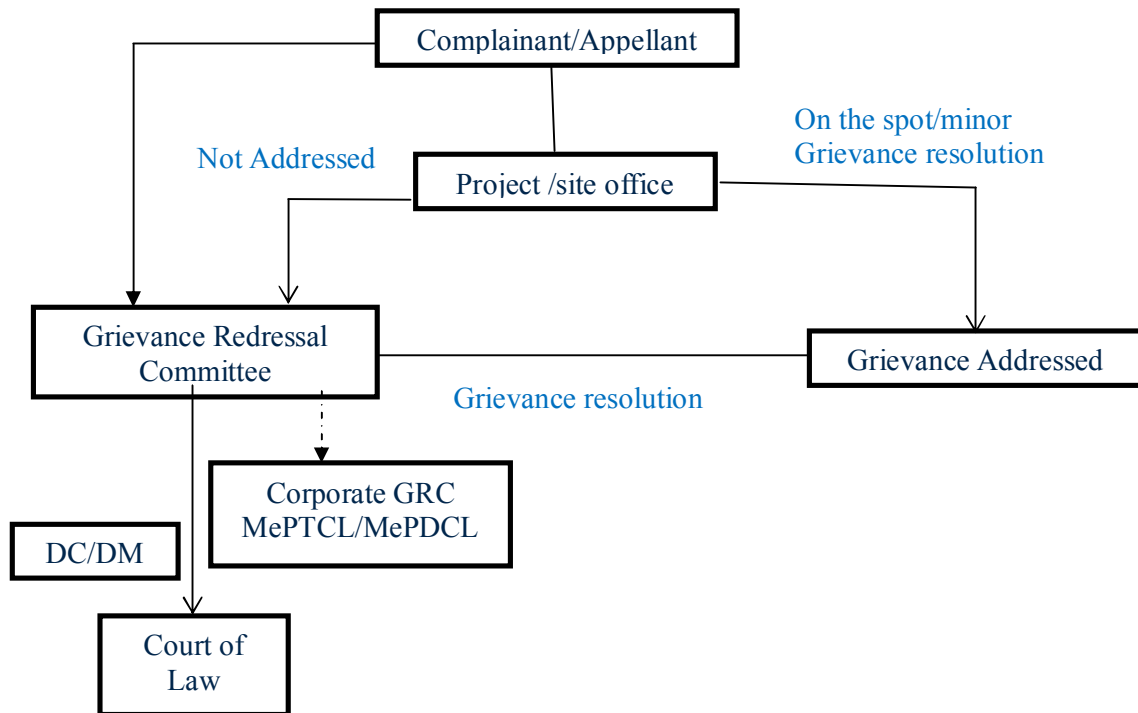 Complainant/Appellant
On the spot/minor
Grievance resolution
Not Addressed
Project /site office
Grievance Redressal
Committee
Grievance Addressed
Grievance resolution
Corporate GRC
MePTCL/MePDCL
DC/DM
Court of
Law